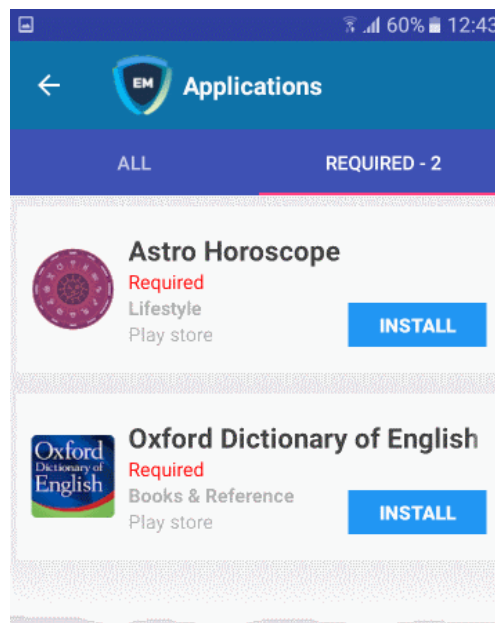 60% 12:43
EM
Applications
ALL
REQUIRED - 2
Astro Horoscope
Required
Lifestyle
Play store
INSTALL
Oxford
Dictionary of
English
Oxford Dictionary of English
Required
Books & Reference
Play store
INSTALL